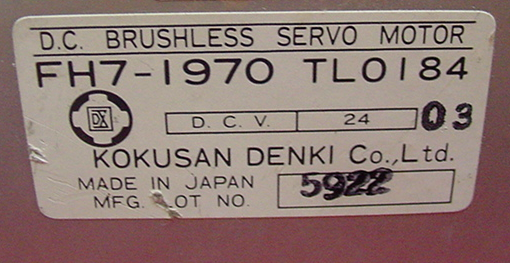 D.C. BRUSHLESS SERVO MOTOR
FH7-1970 TL0184
DX
D.C.V. 24 03
KOKUSAN DENKI Co.,Ltd.
MADE IN JAPAN
MFG. LOT NO. 5922